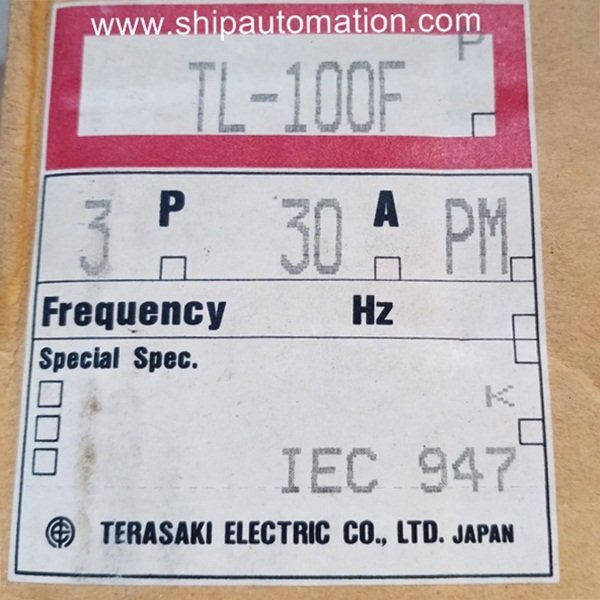 www.shipautomation.com
P
TL-100F
3 P 30 A PM
Frequency Hz
Special Spec.
K
IEC 947
TERASAKI ELECTRIC CO., LTD. JAPAN